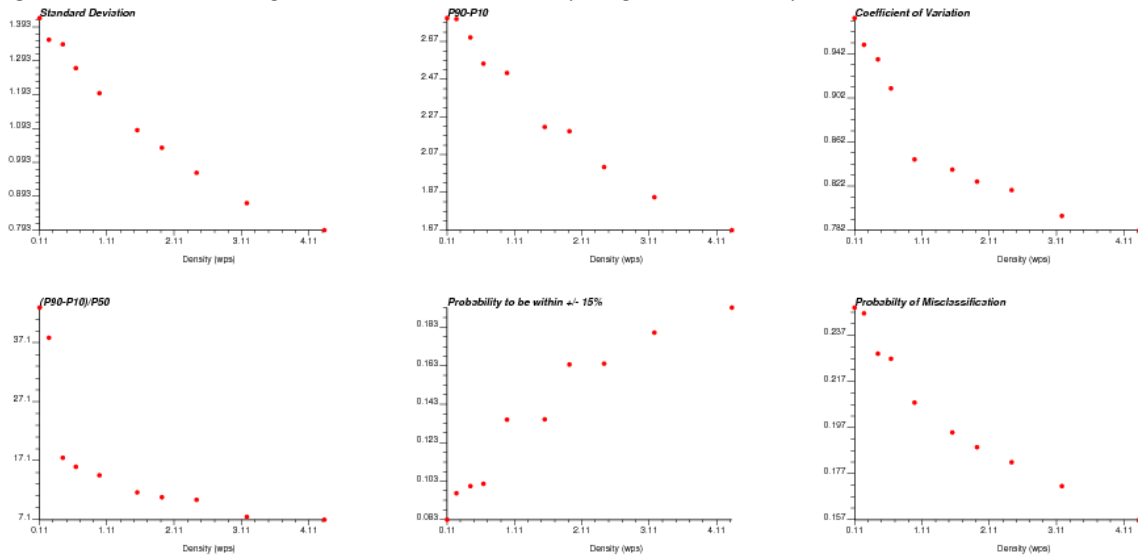 Standard Deviation
1.393
1.293
1.193
1.093
0.993
0.893
0.793
0.11 1.11 2.11 3.11 4.11
Density (wps)
P90-P10
2.67
2.47
2.27
2.07
1.87
1.67
0.11 1.11 2.11 3.11 4.11
Density (wps)
Coefficient of Variation
0.942
0.902
0.862
0.822
0.782
0.11 1.11 2.11 3.11 4.11
Density (wps)
(P90-P10)/P50
37.1
27.1
17.1
7.1
0.11 1.11 2.11 3.11 4.11
Density (wps)
Probability to be within +/- 15%
0.183
0.163
0.143
0.123
0.103
0.083
0.11 1.11 2.11 3.11 4.11
Density (wps)
Probabilty of Misclassification
0.237
0.217
0.197
0.177
0.157
0.11 1.11 2.11 3.11 4.11
Density (wps)